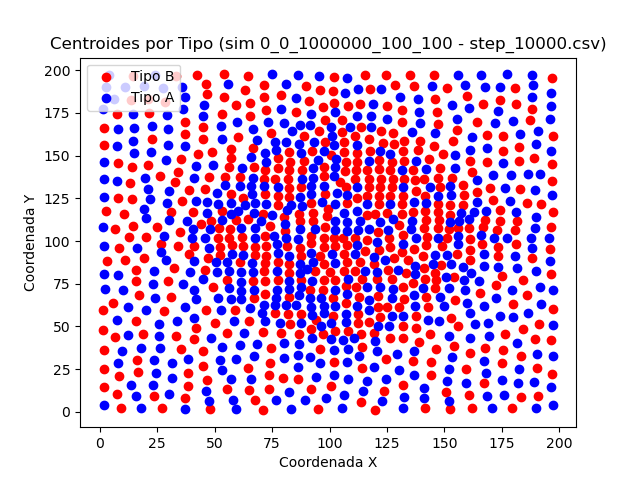 Centroides por Tipo (sim 0_0_1000000_100_100 - step_10000.csv)
Tipo B
Tipo A
Coordenada Y
200
175
150
125
100
75
50
25
0
0 25 50 75 100 125 150 175 200
Coordenada X